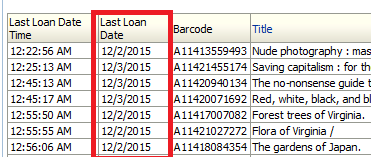 Last Loan Date Time Last Loan Date Barcode Title
12:22:56 AM 12/2/2015 A11413559493 Nude photography : mas
12:25:13 AM 12/3/2015 A11421455174 Saving capitalism : for the
12:45:13 AM 12/3/2015 A11420940134 The no-nonsense guide t
12:45:17 AM 12/3/2015 A11420071692 Red, white, black, and bl
12:55:50 AM 12/2/2015 A11417007082 Forest trees of Virginia.
12:55:55 AM 12/2/2015 A11421027272 Flora of Virginia /
12:56:06 AM 12/2/2015 A11418084354 The gardens of Japan.